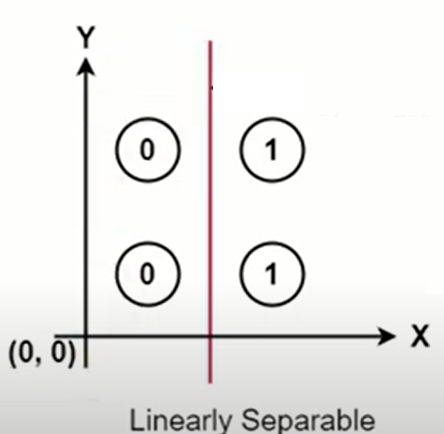 Y
0 1
0 1
(0, 0) X
Linearly Separable